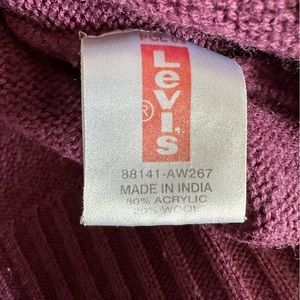 Levi's
®
88141-AW267
MADE IN INDIA
80% ACRYLIC
20% WOOL